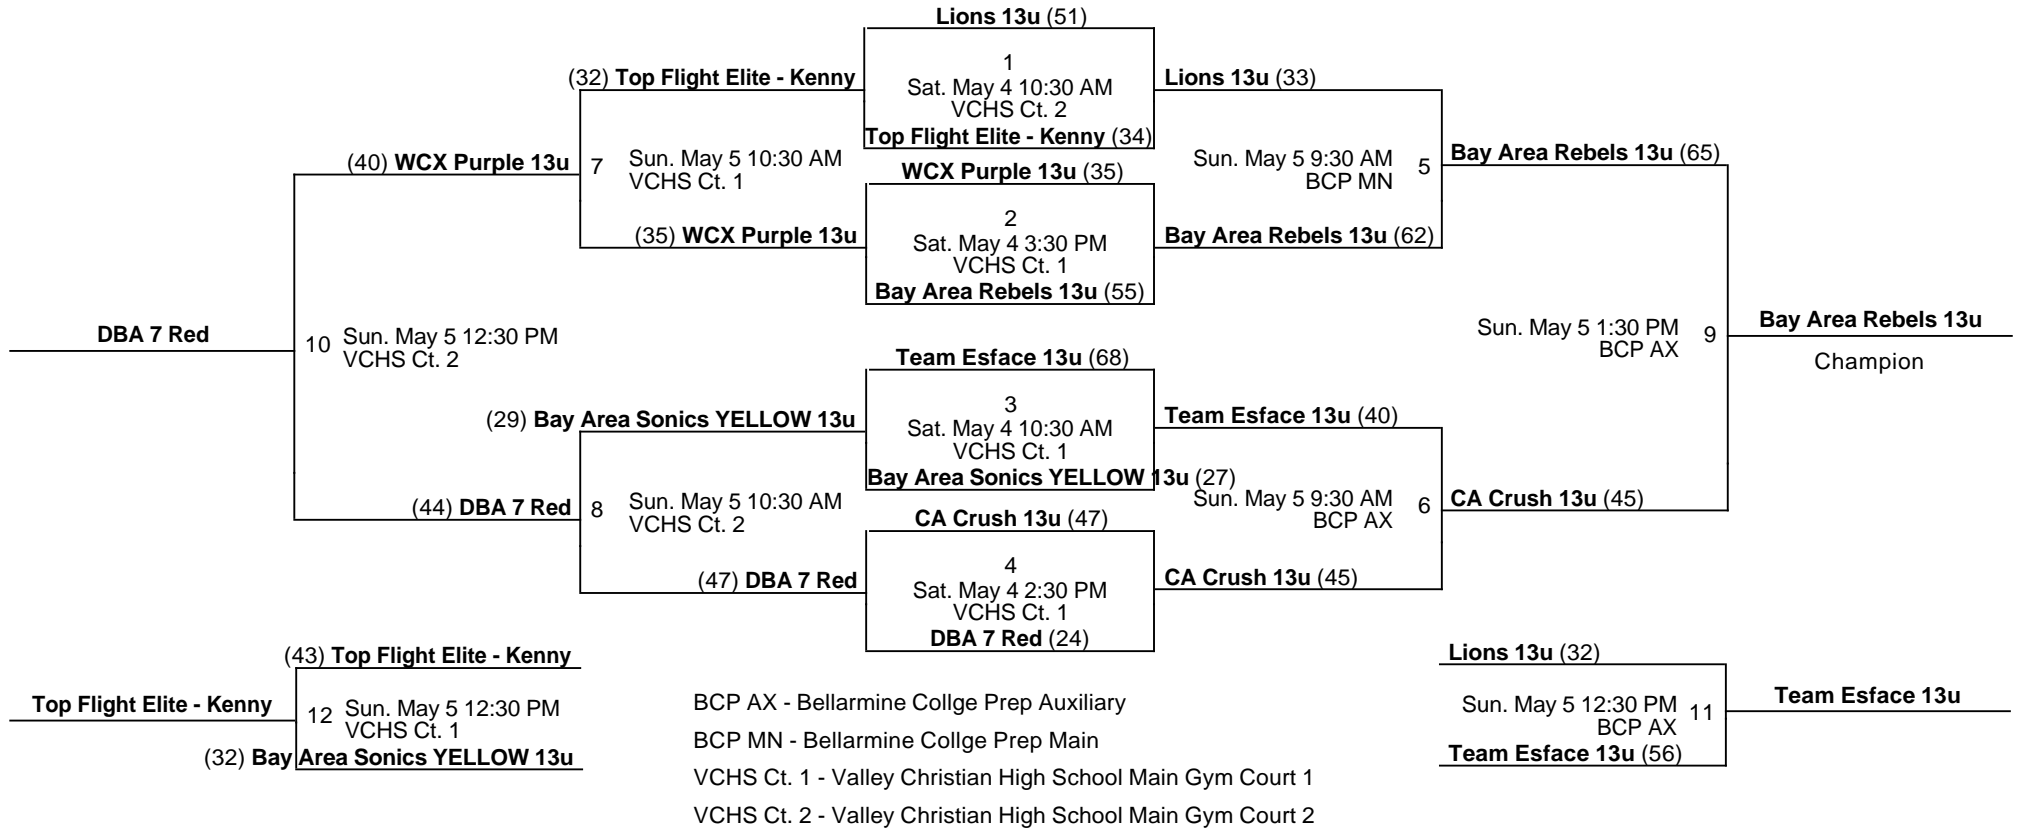 Lions 13u (51)
1
Sat. May 4 10:30 AM
VCHS Ct. 2
Top Flight Elite - Kenny (34)
(32) Top Flight Elite - Kenny
Lions 13u (33)
(40) WCX Purple 13u
7 Sun. May 5 10:30 AM
VCHS Ct. 1
WCX Purple 13u (35)
2
Sat. May 4 3:30 PM
VCHS Ct. 1
Bay Area Rebels 13u (55)
Sun. May 5 9:30 AM 5
BCP MN
Bay Area Rebels 13u (65)
(35) WCX Purple 13u
Bay Area Rebels 13u (62)
DBA 7 Red
10 Sun. May 5 12:30 PM
VCHS Ct. 2
Team Esface 13u (68)
3
Sat. May 4 10:30 AM
VCHS Ct. 1
Bay Area Sonics YELLOW 13u (27)
Sun. May 5 1:30 PM 9
BCP AX
Bay Area Rebels 13u
Champion
(29) Bay Area Sonics YELLOW 13u
Team Esface 13u (40)
(44) DBA 7 Red
8 Sun. May 5 10:30 AM
VCHS Ct. 2
CA Crush 13u (47)
4
Sat. May 4 2:30 PM
VCHS Ct. 1
DBA 7 Red (24)
Sun. May 5 9:30 AM 6
BCP AX
CA Crush 13u (45)
(47) DBA 7 Red
CA Crush 13u (45)
(43) Top Flight Elite - Kenny
Top Flight Elite - Kenny
12 Sun. May 5 12:30 PM
VCHS Ct. 1
(32) Bay Area Sonics YELLOW 13u
BCP AX - Bellarmine Collge Prep Auxiliary
BCP MN - Bellarmine Collge Prep Main
VCHS Ct. 1 - Valley Christian High School Main Gym Court 1
VCHS Ct. 2 - Valley Christian High School Main Gym Court 2
Lions 13u (32)
Sun. May 5 12:30 PM 11
BCP AX
Team Esface 13u (56)
Team Esface 13u